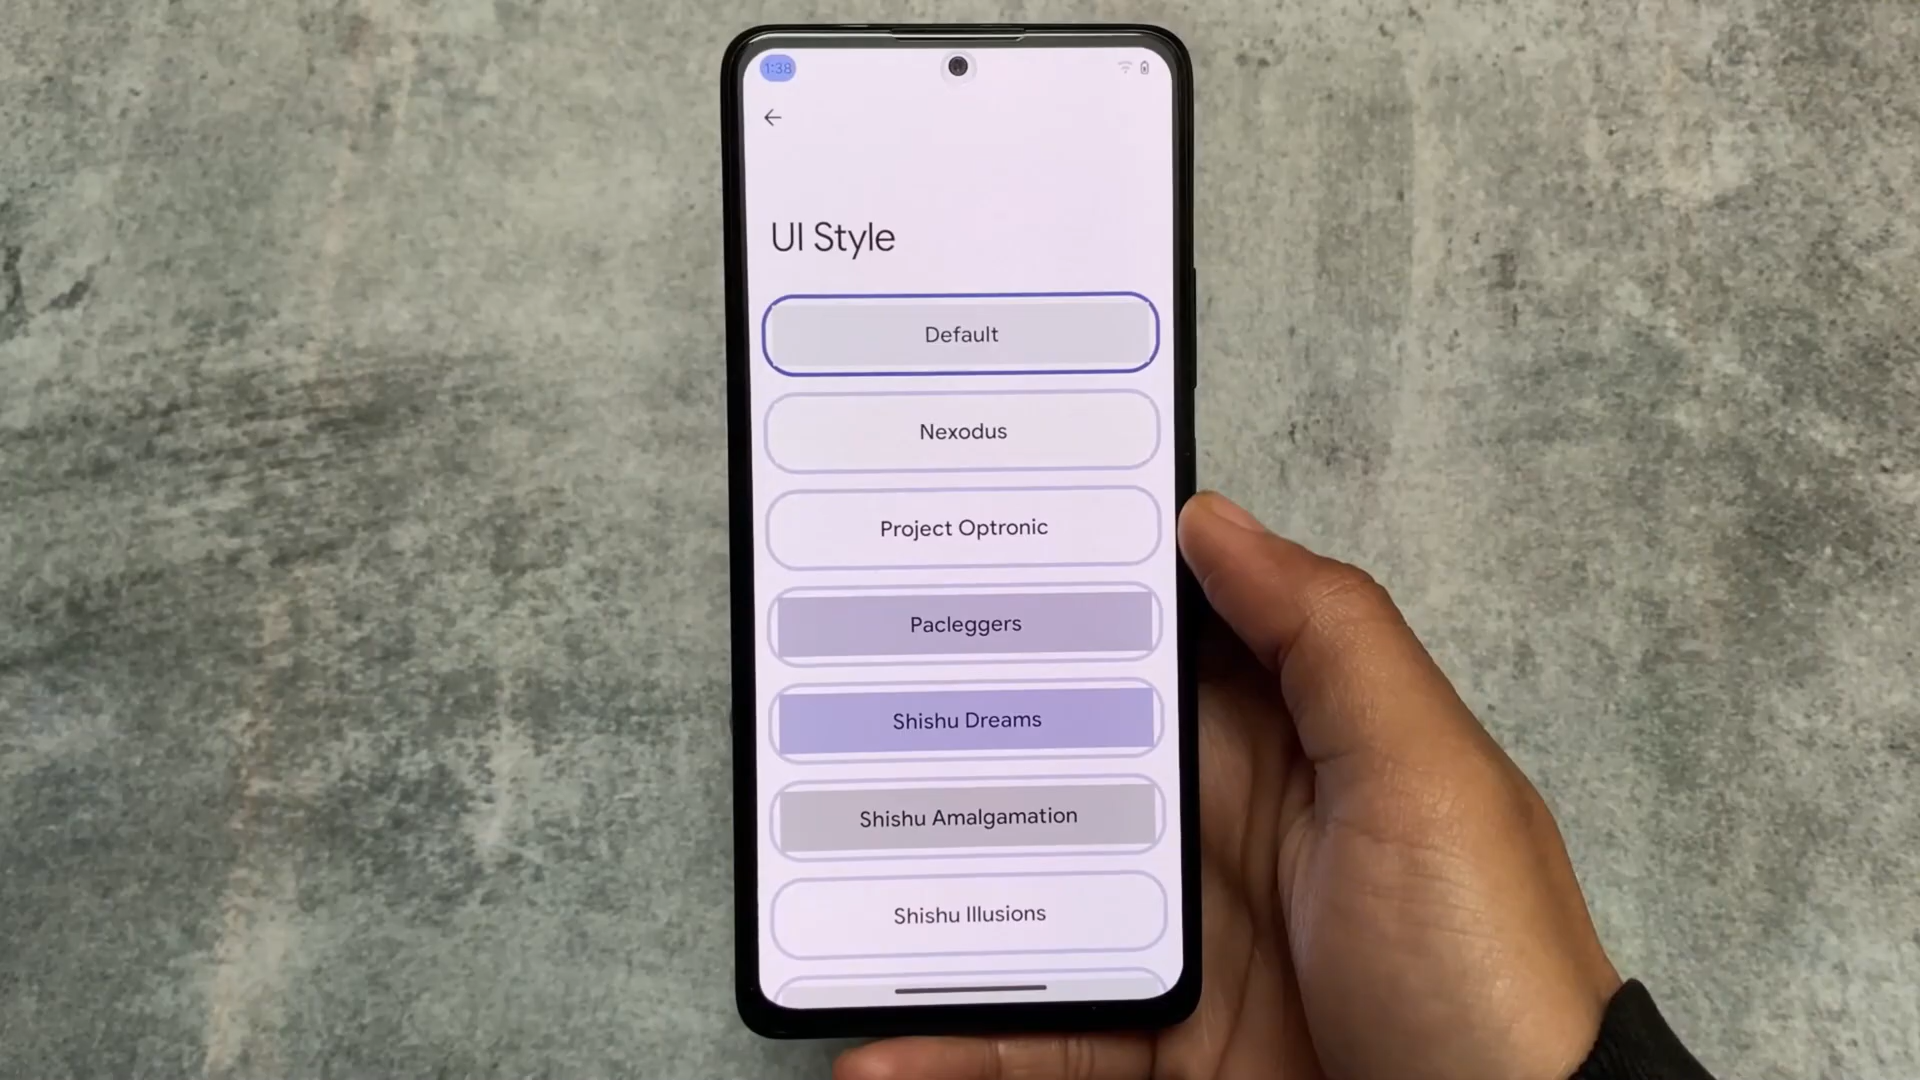 1:38
UI Style
Default
Nexodus
Project Optronic
Pacleggers
Shishu Dreams
Shishu Amalgamation
Shishu Illusions